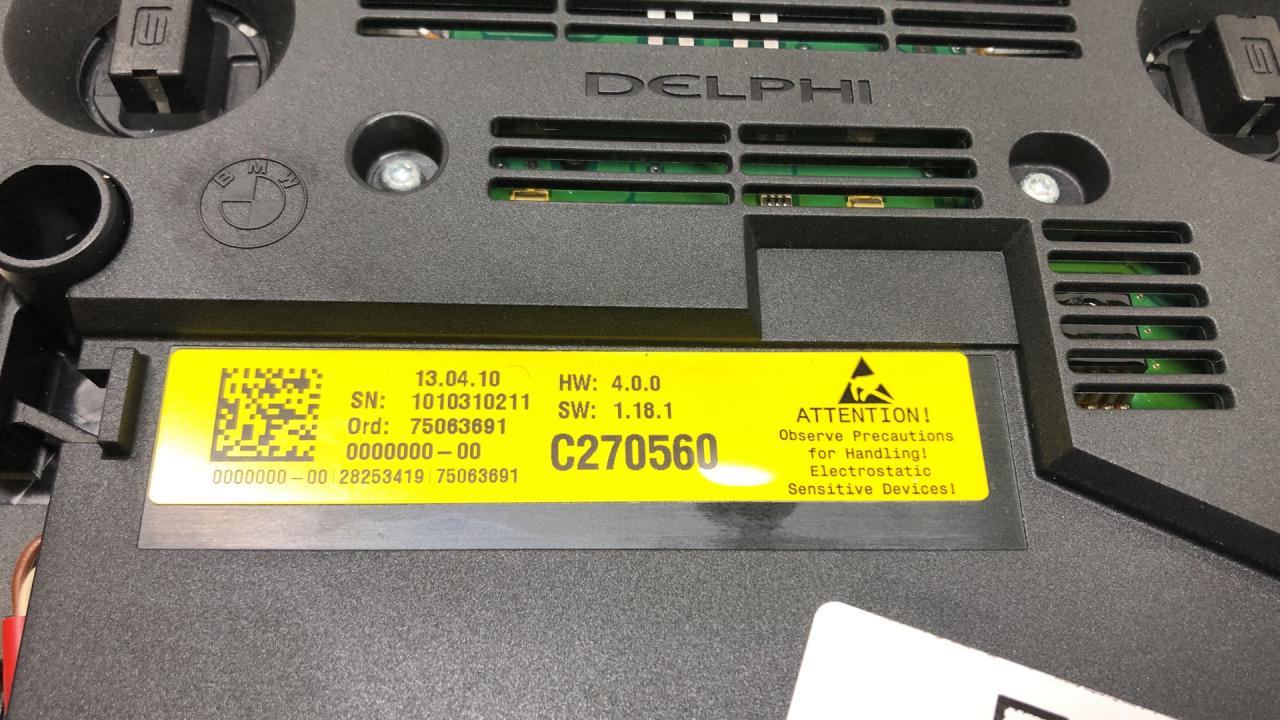 DELPHI
BMW
13.04.10
SN: 1010310211
Ord: 75063691
0000000-00
0000000-00 28253419 75063691
HW: 4.0.0
SW: 1.18.1
C270560
ATTENTION!
Observe Precautions
for Handling!
Electrostatic
Sensitive Devices!